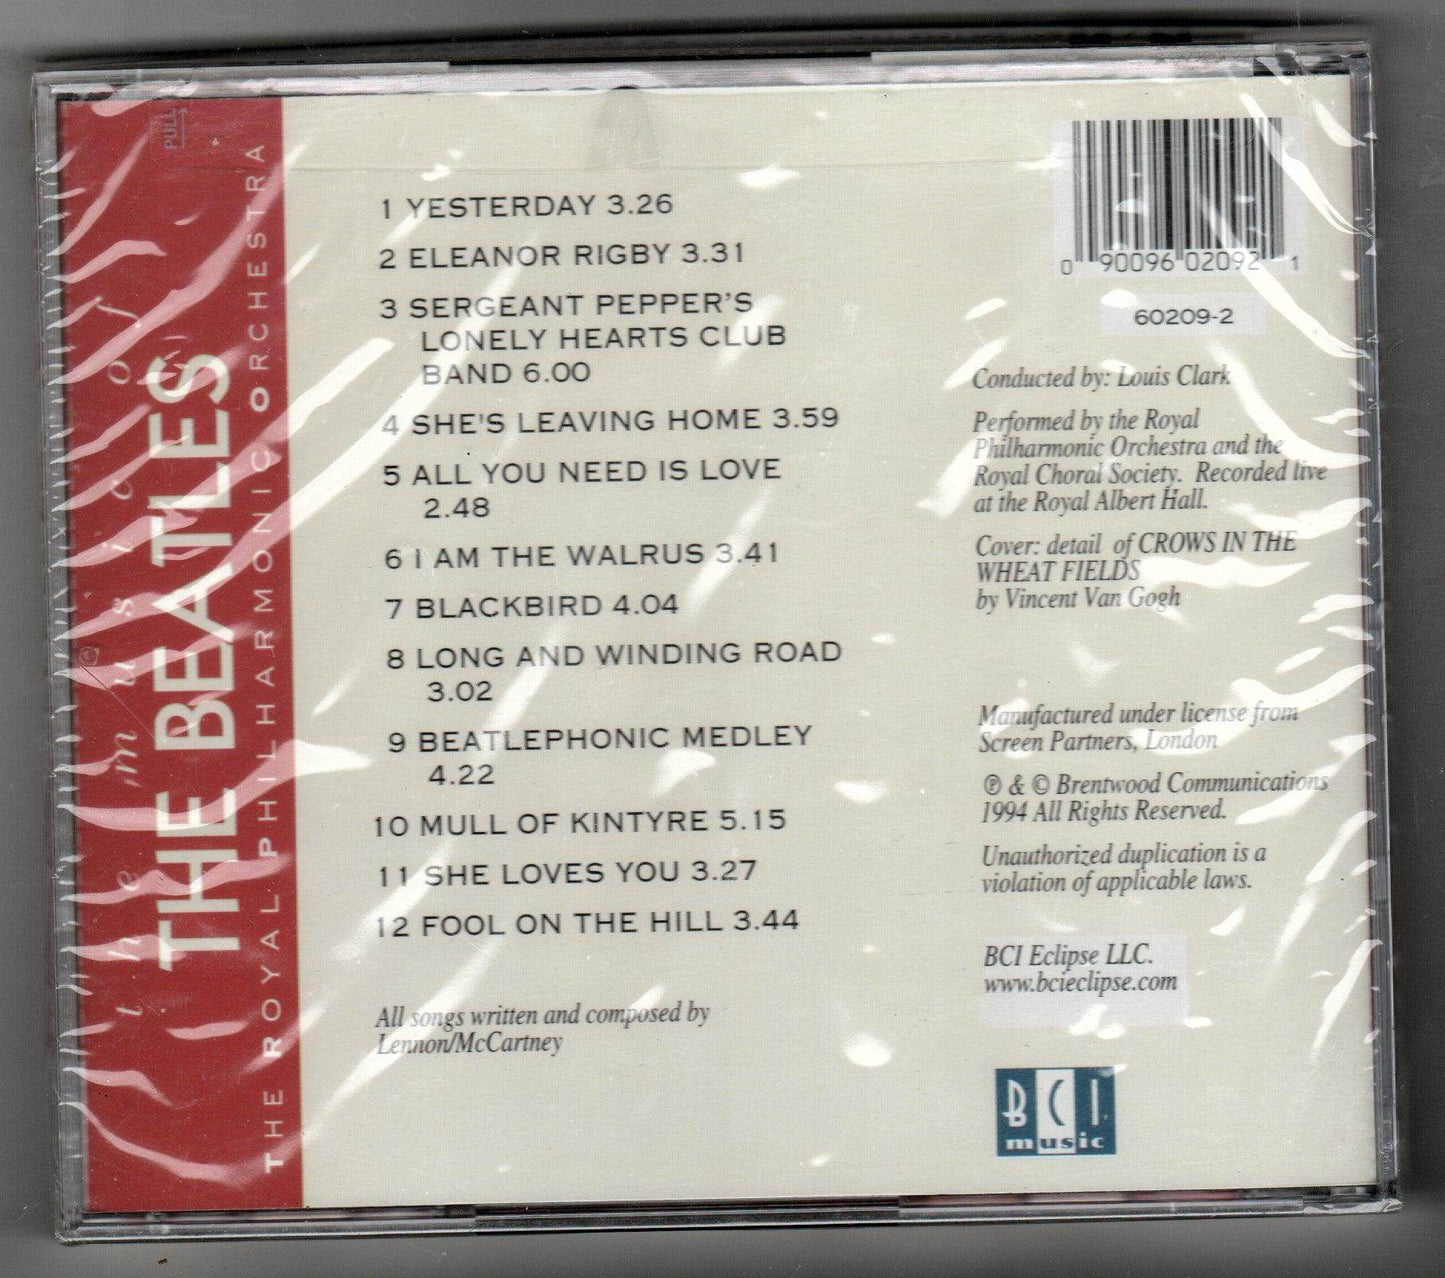 PULL
the music of
THE BEATLES
THE ROYAL PHILHARMONIC ORCHESTRA
1 YESTERDAY 3.26
2 ELEANOR RIGBY 3.31
3 SERGEANT PEPPER'S
LONELY HEARTS CLUB
BAND 6.00
4 SHE'S LEAVING HOME 3.59
5 ALL YOU NEED IS LOVE
2.48
6 I AM THE WALRUS 3.41
7 BLACKBIRD 4.04
8 LONG AND WINDING ROAD
3.02
9 BEATLEPHONIC MEDLEY
4.22
10 MULL OF KINTYRE 5.15
11 SHE LOVES YOU 3.27
12 FOOL ON THE HILL 3.44
All songs written and composed by
Lennon/McCartney
0 90096 02092 1
60209-2
Conducted by: Louis Clark
Performed by the Royal
Philharmonic Orchestra and the
Royal Choral Society. Recorded live
at the Royal Albert Hall.
Cover: detail of CROWS IN THE
WHEAT FIELDS
by Vincent Van Gogh
Manufactured under license from
Screen Partners, London
℗ & © Brentwood Communications
1994 All Rights Reserved.
Unauthorized duplication is a
violation of applicable laws.
BCI Eclipse LLC.
www.bcieclipse.com
BCI
music